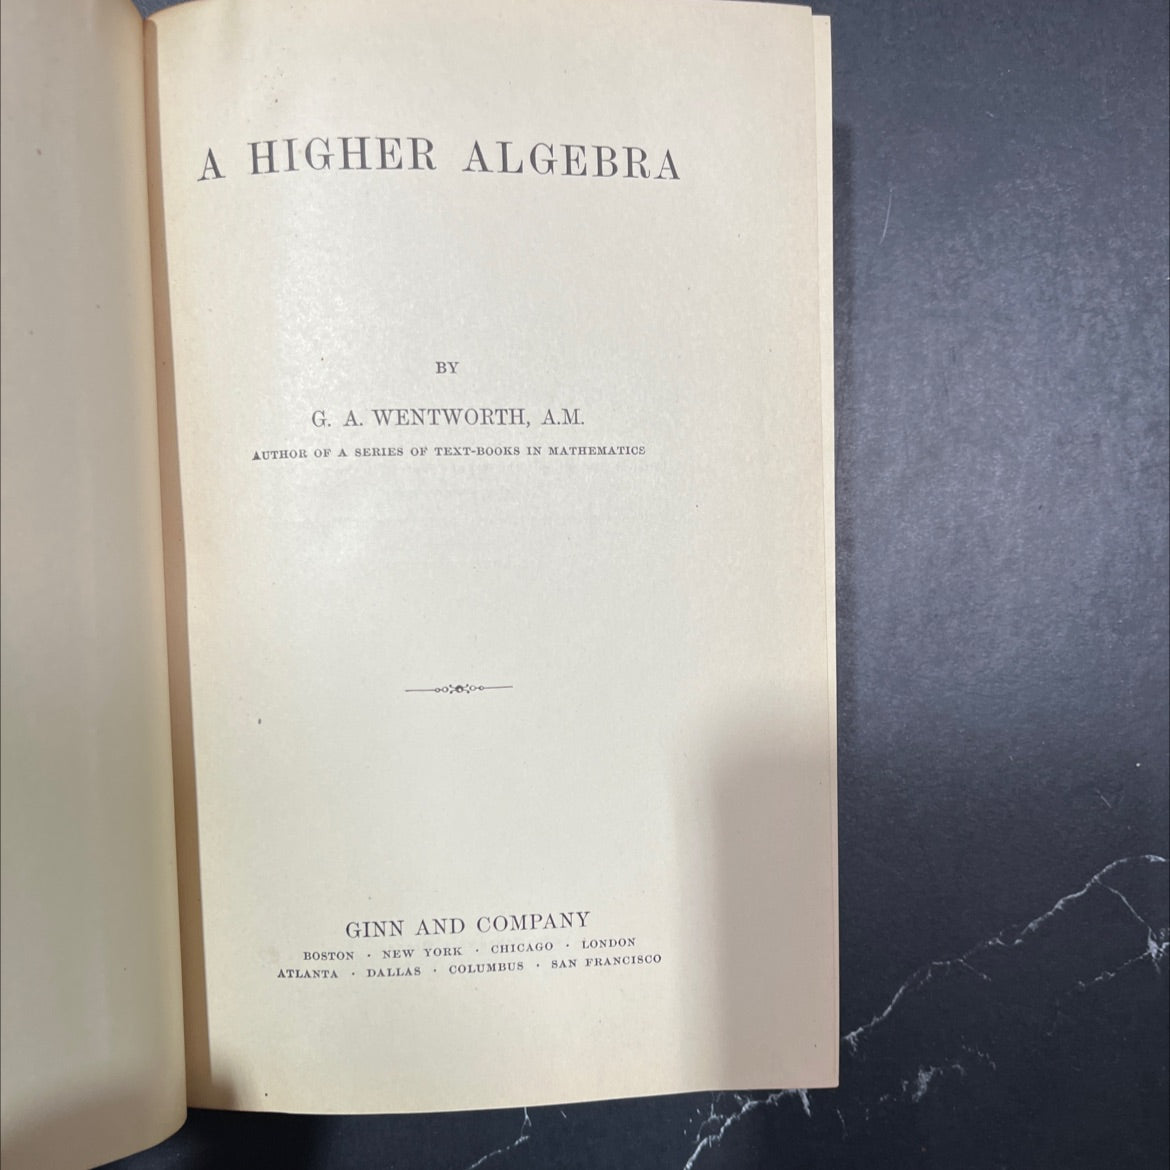 A HIGHER ALGEBRA
BY
G. A. WENTWORTH, A.M.
AUTHOR OF A SERIES OF TEXT-BOOKS IN MATHEMATICS
GINN AND COMPANY
BOSTON · NEW YORK · CHICAGO · LONDON
ATLANTA · DALLAS · COLUMBUS · SAN FRANCISCO